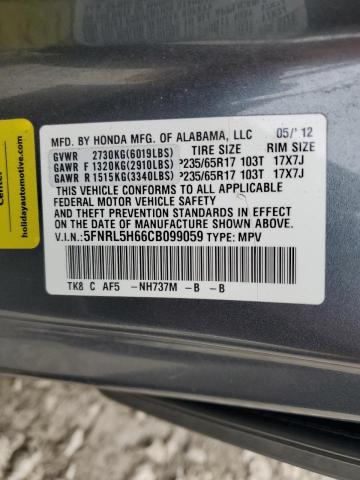 MFD. BY HONDA MFG. OF ALABAMA, LLC 05/'12
GVWR 2730KG(6019LBS) TIRE SIZE RIM SIZE
GAWR F 1320KG(2910LBS) P235/65R17 103T 17X7J
GAWR R 1515KG(3340LBS) P235/65R17 103T 17X7J
THIS VEHICLE CONFORMS TO ALL APPLICABLE
FEDERAL MOTOR VEHICLE SAFETY
AND THEFT PREVENTION STANDARDS IN EFFECT
ON THE DATE OF MANUFACTURE SHOWN ABOVE.
V.I.N:5FNRL5H66CB099059 TYPE: MPV
TK8 C AF5 -NH737M -B -B
Center
holidayautomotive.com